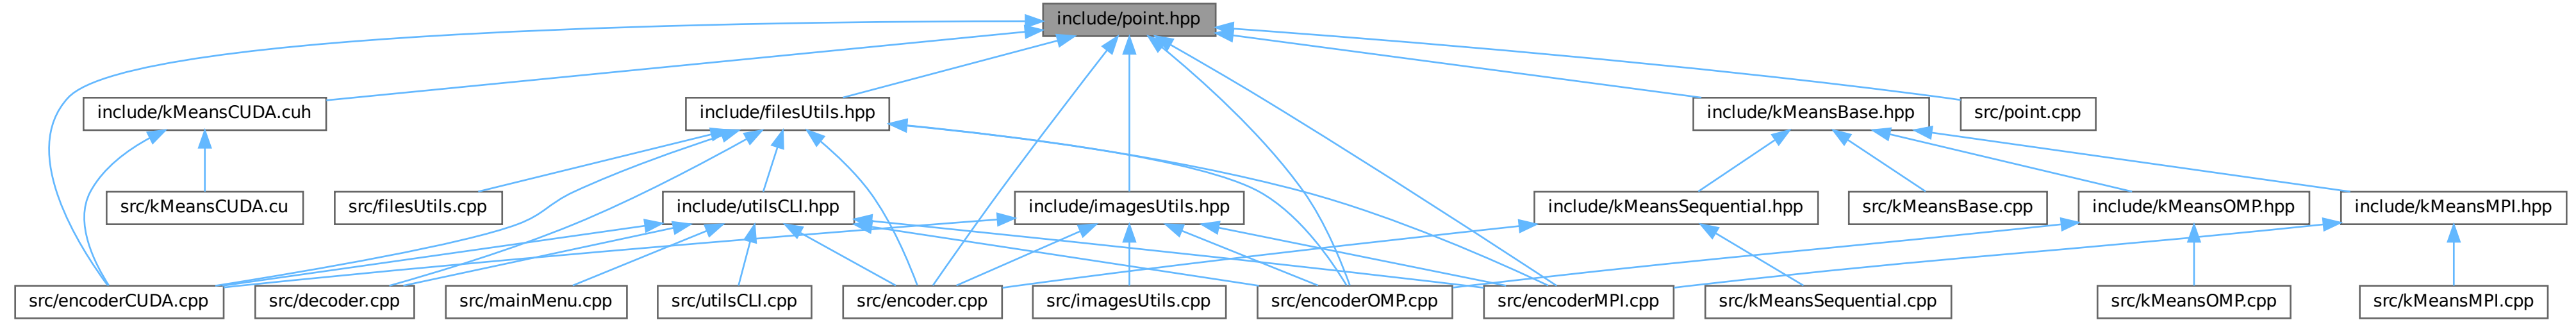 include/point.hpp
include/kMeansCUDA.cuh
include/filesUtils.hpp
include/kMeansBase.hpp
src/point.cpp
src/kMeansCUDA.cu
src/filesUtils.cpp
include/utilsCLI.hpp
include/imagesUtils.hpp
include/kMeansSequential.hpp
src/kMeansBase.cpp
include/kMeansOMP.hpp
include/kMeansMPI.hpp
src/encoderCUDA.cpp
src/decoder.cpp
src/mainMenu.cpp
src/utilsCLI.cpp
src/encoder.cpp
src/imagesUtils.cpp
src/encoderOMP.cpp
src/encoderMPI.cpp
src/kMeansSequential.cpp
src/kMeansOMP.cpp
src/kMeansMPI.cpp